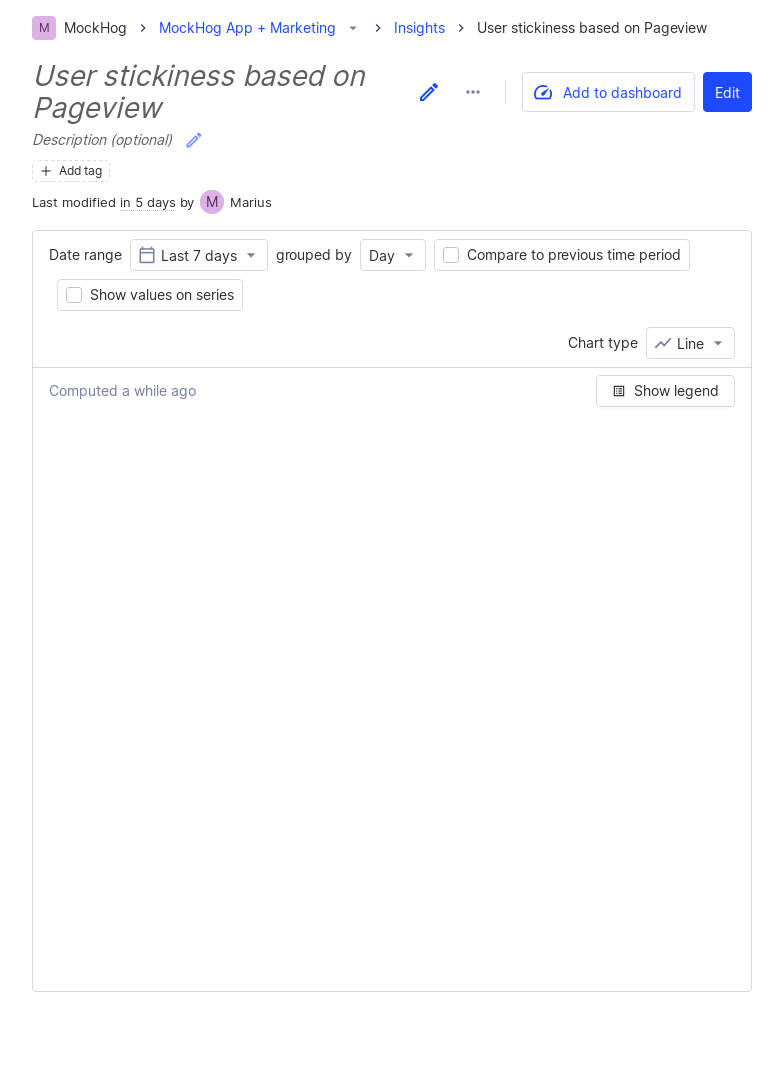 M MockHog MockHog App + Marketing Insights User stickiness based on Pageview
User stickiness based on
Pageview
Add to dashboard Edit
Description (optional)
Add tag
Last modified in 5 days by M Marius
Date range Last 7 days grouped by Day Compare to previous time period
Show values on series
Chart type Line
Computed a while ago Show legend